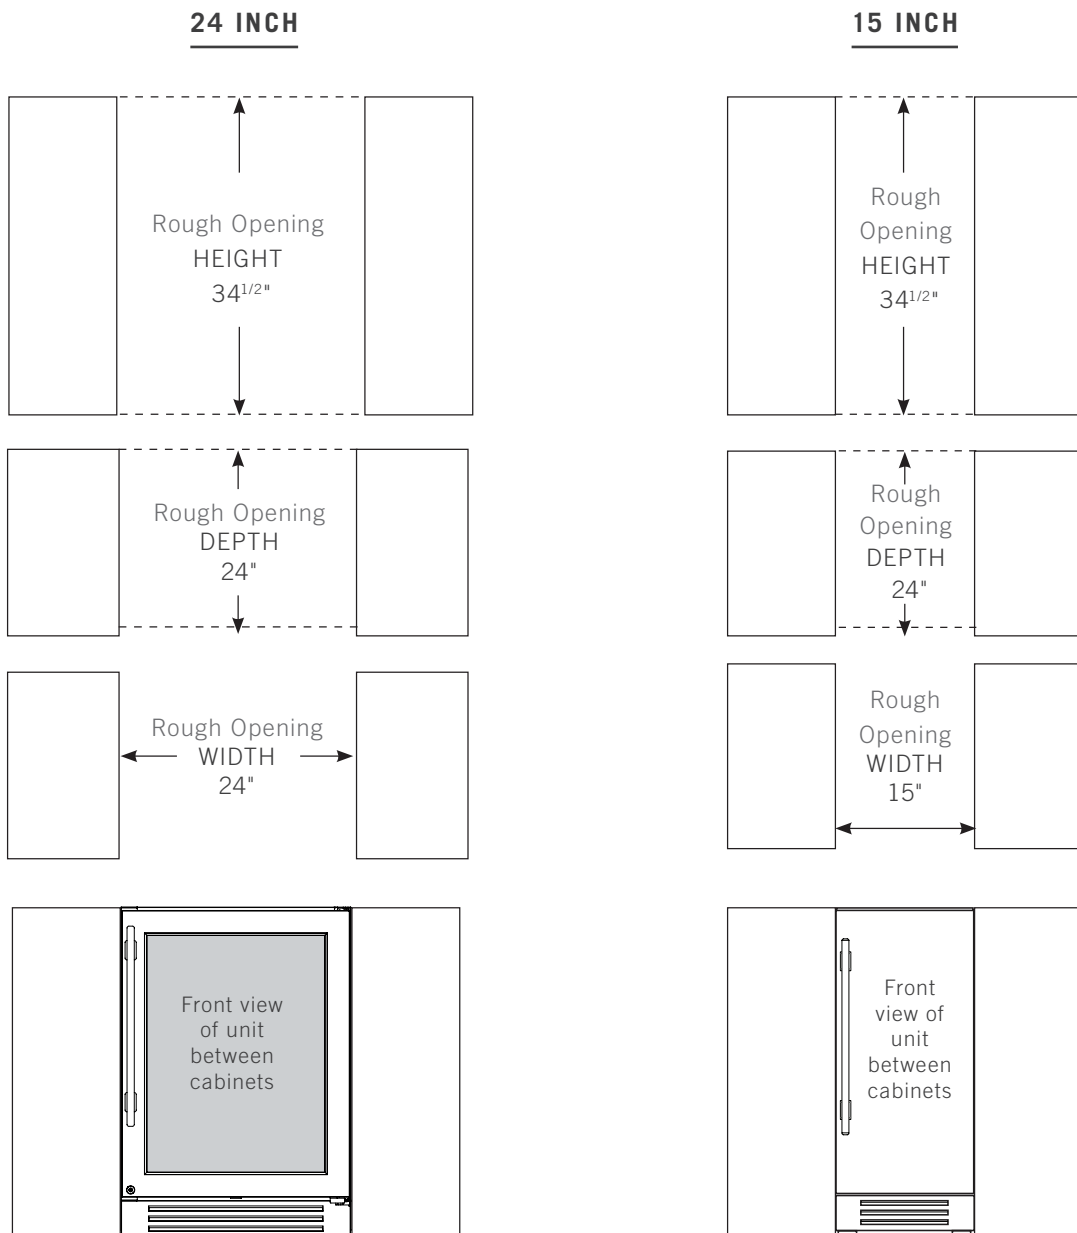 24 INCH
Rough Opening
HEIGHT
34 1/2"
Rough Opening
DEPTH
24"
Rough Opening
WIDTH
24"
Front view
of unit
between
cabinets
15 INCH
Rough
Opening
HEIGHT
34 1/2"
Rough
Opening
DEPTH
24"
Rough
Opening
WIDTH
15"
Front
view of
unit
between
cabinets